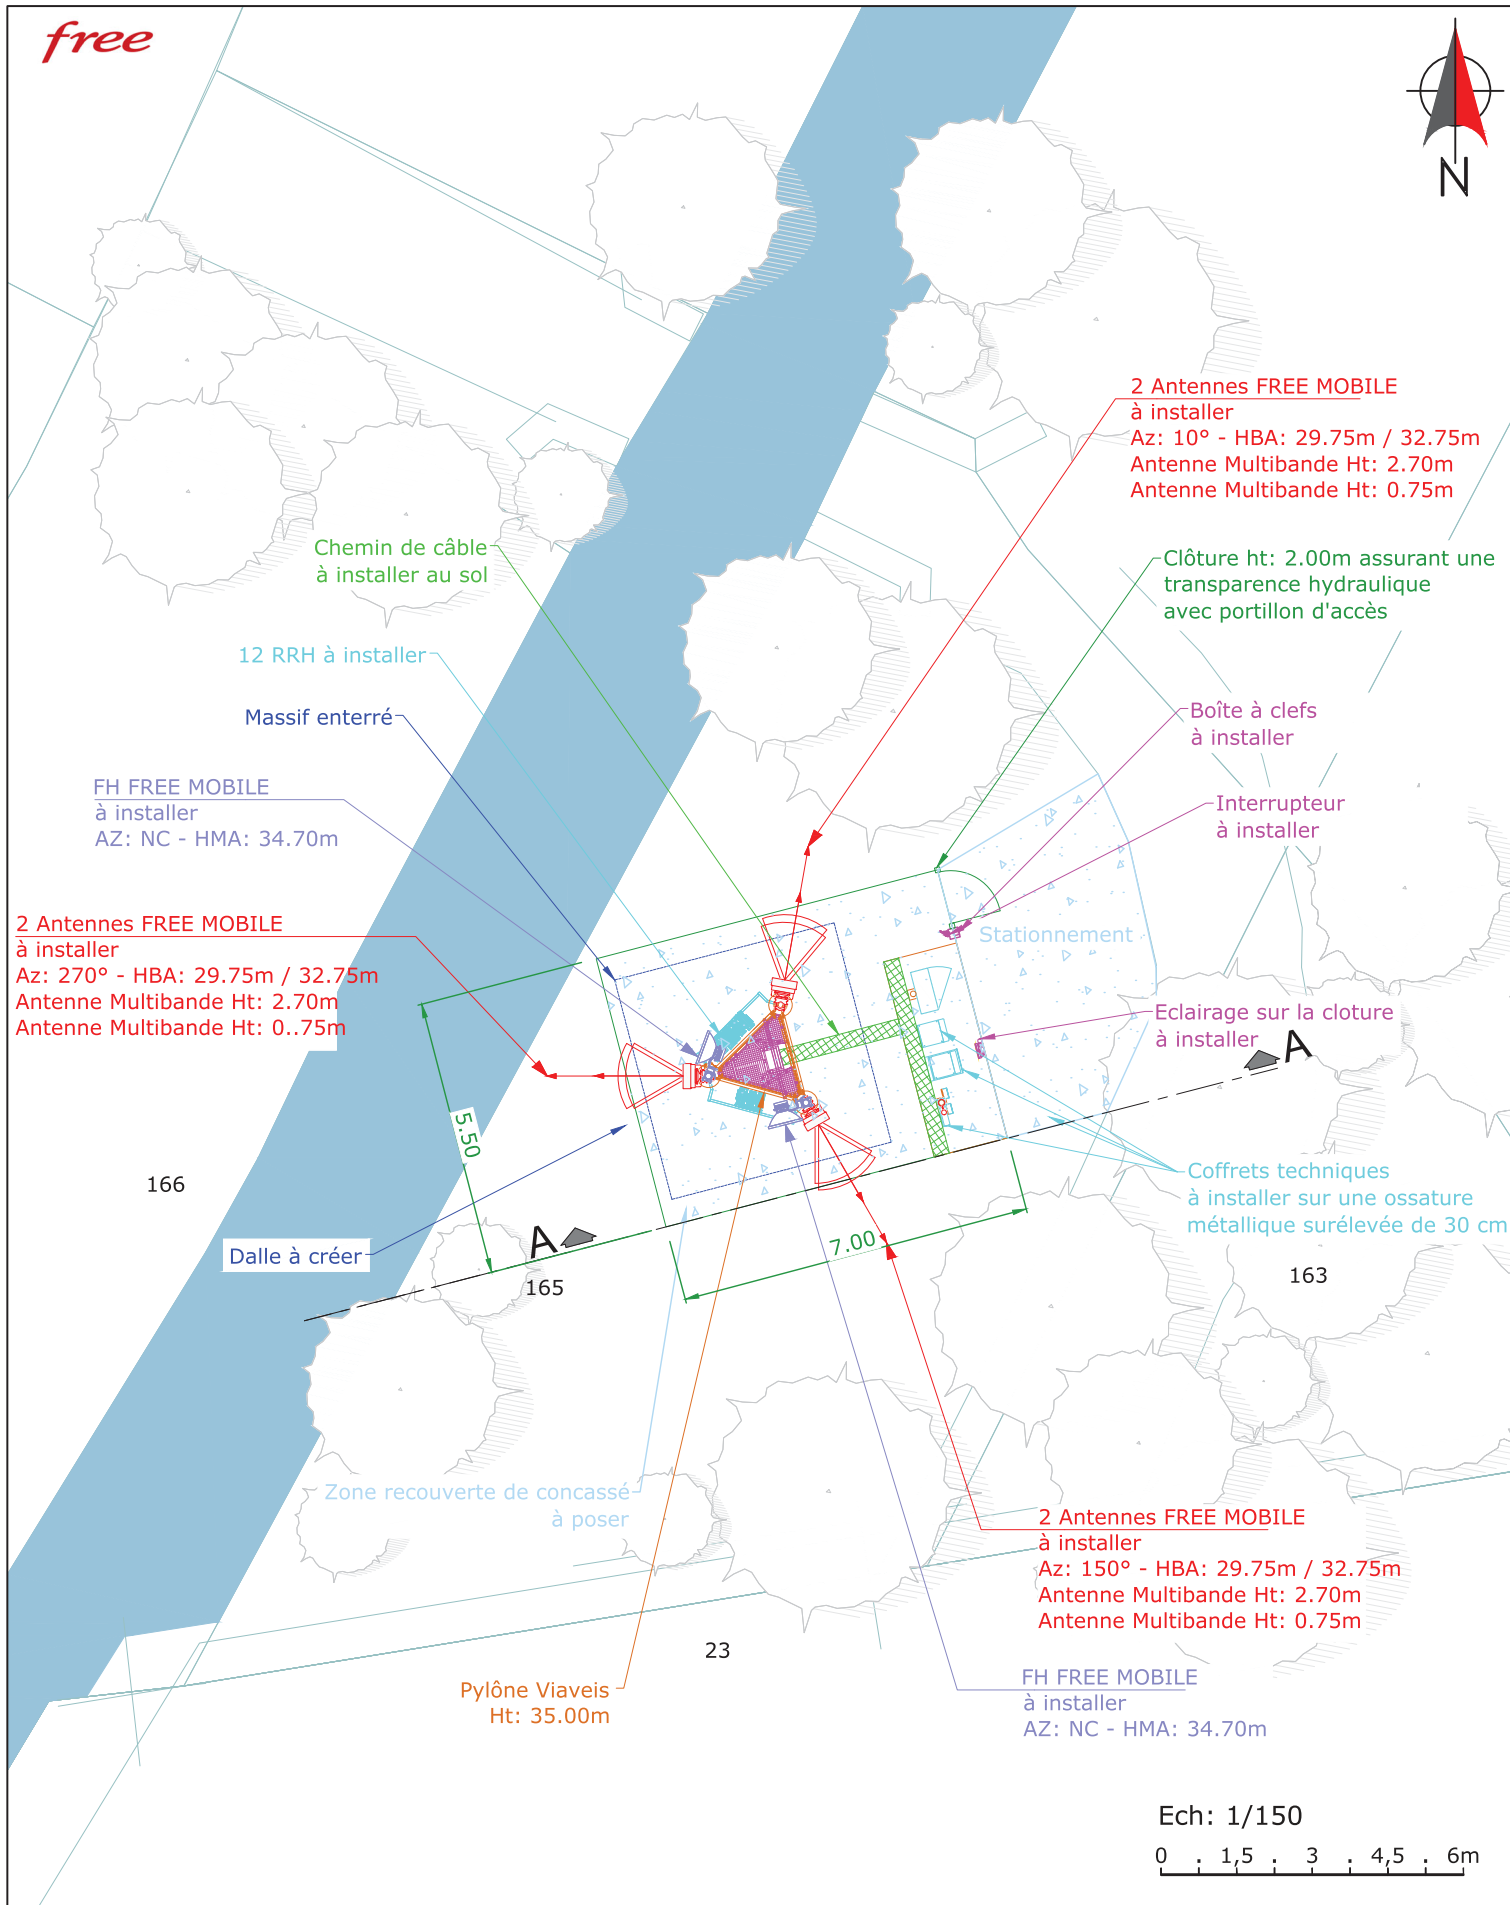 free
N
2 Antennes FREE MOBILE
à installer
Az: 10° - HBA: 29.75m / 32.75m
Antenne Multibande Ht: 2.70m
Antenne Multibande Ht: 0.75m
Chemin de câble
à installer au sol
Clôture ht: 2.00m assurant une
transparence hydraulique
avec portillon d'accès
12 RRH à installer
Massif enterré
Boîte à clefs
à installer
FH FREE MOBILE
à installer
AZ: NC - HMA: 34.70m
Interrupteur
à installer
2 Antennes FREE MOBILE
à installer
Az: 270° - HBA: 29.75m / 32.75m
Antenne Multibande Ht: 2.70m
Antenne Multibande Ht: 0..75m
Stationnement
Eclairage sur la cloture
à installer
A
5.50
166
Coffrets techniques
à installer sur une ossature
métallique surélevée de 30 cm
A
7.00
Dalle à créer
165
163
Zone recouverte de concassé
à poser
2 Antennes FREE MOBILE
à installer
Az: 150° - HBA: 29.75m / 32.75m
Antenne Multibande Ht: 2.70m
Antenne Multibande Ht: 0.75m
23
Pylône Viaveis
Ht: 35.00m
FH FREE MOBILE
à installer
AZ: NC - HMA: 34.70m
Ech: 1/150
0 . 1,5 . 3 . 4,5 . 6m